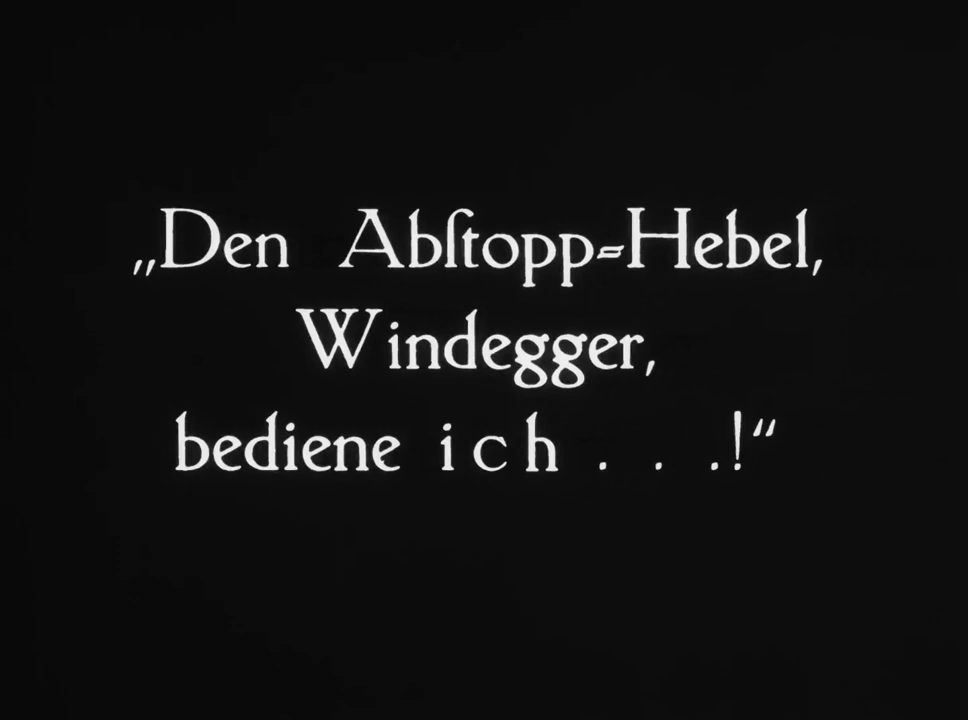 „Den Abſtopp⸗Hebel,
Windegger,
bediene i c h . . .!“